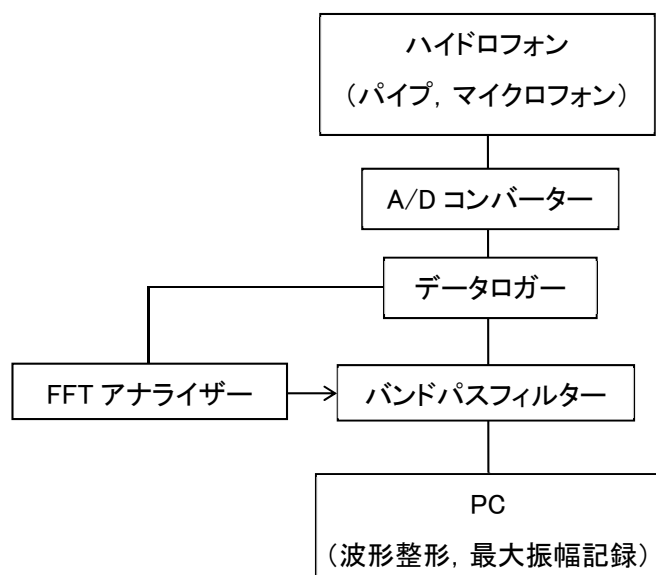 ハイドロフォン
（パイプ，マイクロフォン）
A/D コンバーター
データロガー
FFT アナライザー
バンドパスフィルター
PC
（波形整形，最大振幅記録）